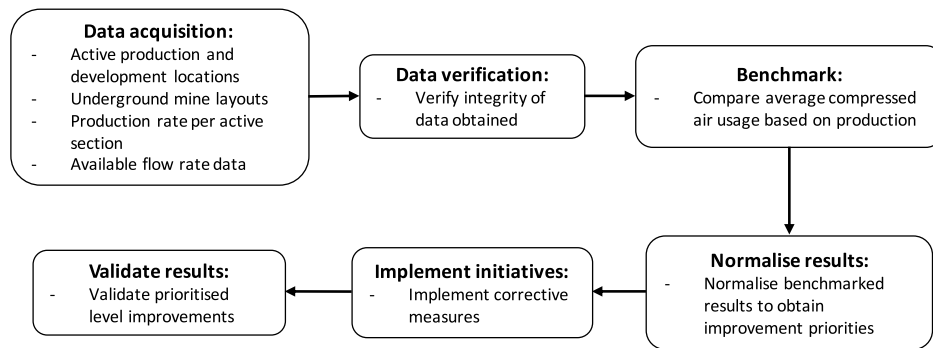 Data acquisition:
- Active production and
development locations
- Underground mine layouts
- Production rate per active
section
- Available flow rate data
Data verification:
- Verify integrity of
data obtained
Benchmark:
- Compare average compressed
air usage based on production
Normalise results:
- Normalise benchmarked
results to obtain
improvement priorities
Implement initiatives:
- Implement corrective
measures
Validate results:
- Validate prioritised
level improvements